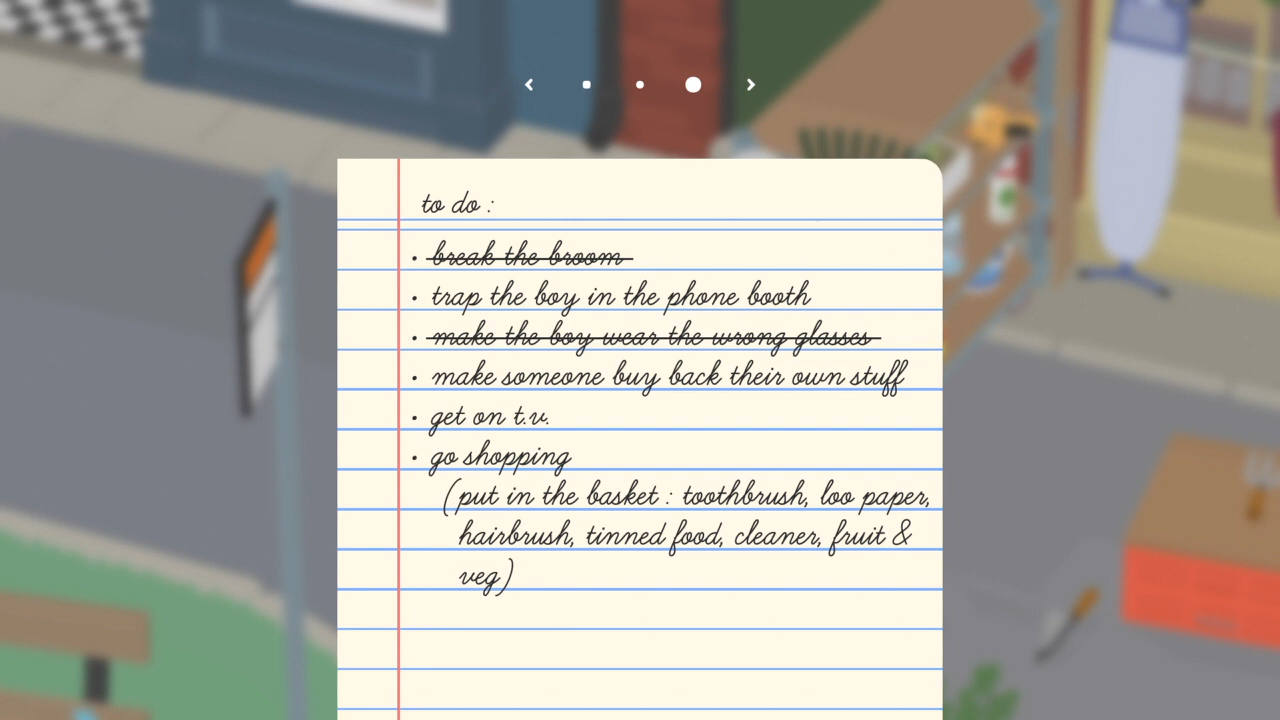 to do :
• break the broom
• trap the boy in the phone booth
• make the boy wear the wrong glasses
• make someone buy back their own stuff
• get on t.v.
• go shopping
(put in the basket : toothbrush, loo paper,
hairbrush, tinned food, cleaner, fruit &
veg)